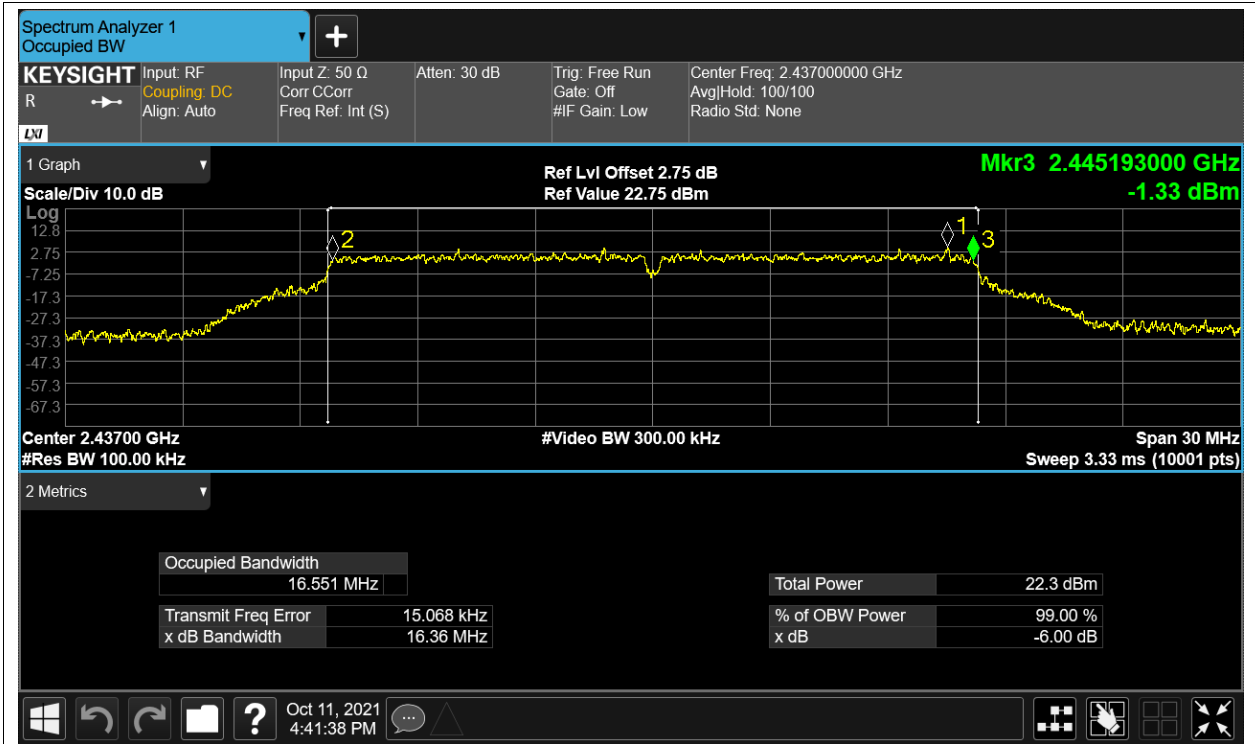 Spectrum Analyzer 1
Occupied BW
+
KEYSIGHT
R
LXI
Input: RF
Coupling: DC
Align: Auto
Input Z: 50 Ω
Corr CCorr
Freq Ref: Int (S)
Atten: 30 dB
Trig: Free Run
Gate: Off
#IF Gain: Low
Center Freq: 2.437000000 GHz
Avg|Hold: 100/100
Radio Std: None
1 Graph
Scale/Div 10.0 dB
Ref Lvl Offset 2.75 dB
Ref Value 22.75 dBm
Mkr3 2.445193000 GHz
-1.33 dBm
Log
12.8
2.75
-7.25
-17.3
-27.3
-37.3
-47.3
-57.3
-67.3
2
1
3
Center 2.43700 GHz
#Video BW 300.00 kHz
Span 30 MHz
#Res BW 100.00 kHz
Sweep 3.33 ms (10001 pts)
2 Metrics
Occupied Bandwidth
16.551 MHz
Transmit Freq Error 15.068 kHz
x dB Bandwidth 16.36 MHz
Total Power 22.3 dBm
% of OBW Power 99.00 %
x dB -6.00 dB
?
Oct 11, 2021
4:41:38 PM